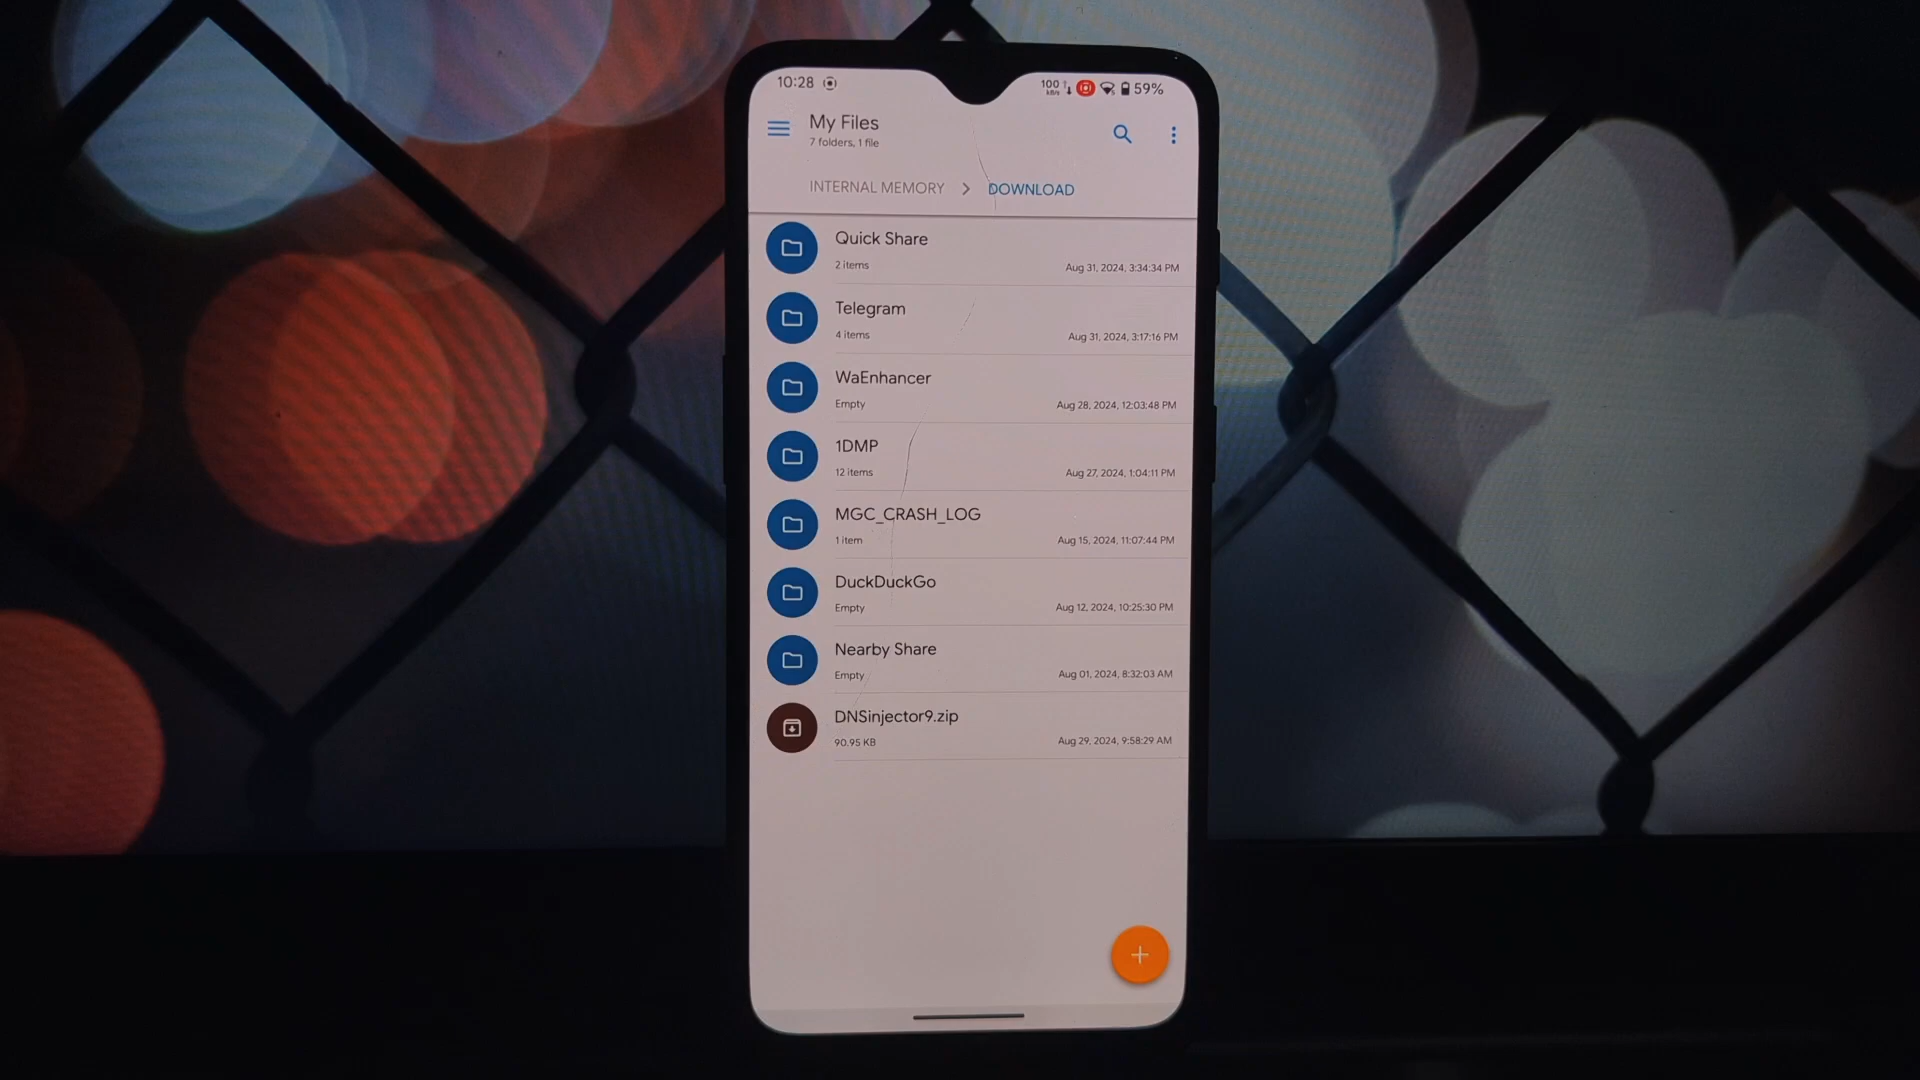 10:28
100 kB/s 59%
My Files
7 folders, 1 file
INTERNAL MEMORY > DOWNLOAD
Quick Share
2 items Aug 31, 2024, 3:34:34 PM
Telegram
4 items Aug 31, 2024, 3:17:16 PM
WaEnhancer
Empty Aug 28, 2024, 12:03:48 PM
1DMP
12 items Aug 27, 2024, 1:04:11 PM
MGC_CRASH_LOG
1 item Aug 15, 2024, 11:07:44 PM
DuckDuckGo
Empty Aug 12, 2024, 10:25:30 PM
Nearby Share
Empty Aug 01, 2024, 8:32:03 AM
DNSinjector9.zip
90.95 KB Aug 29, 2024, 9:58:29 AM